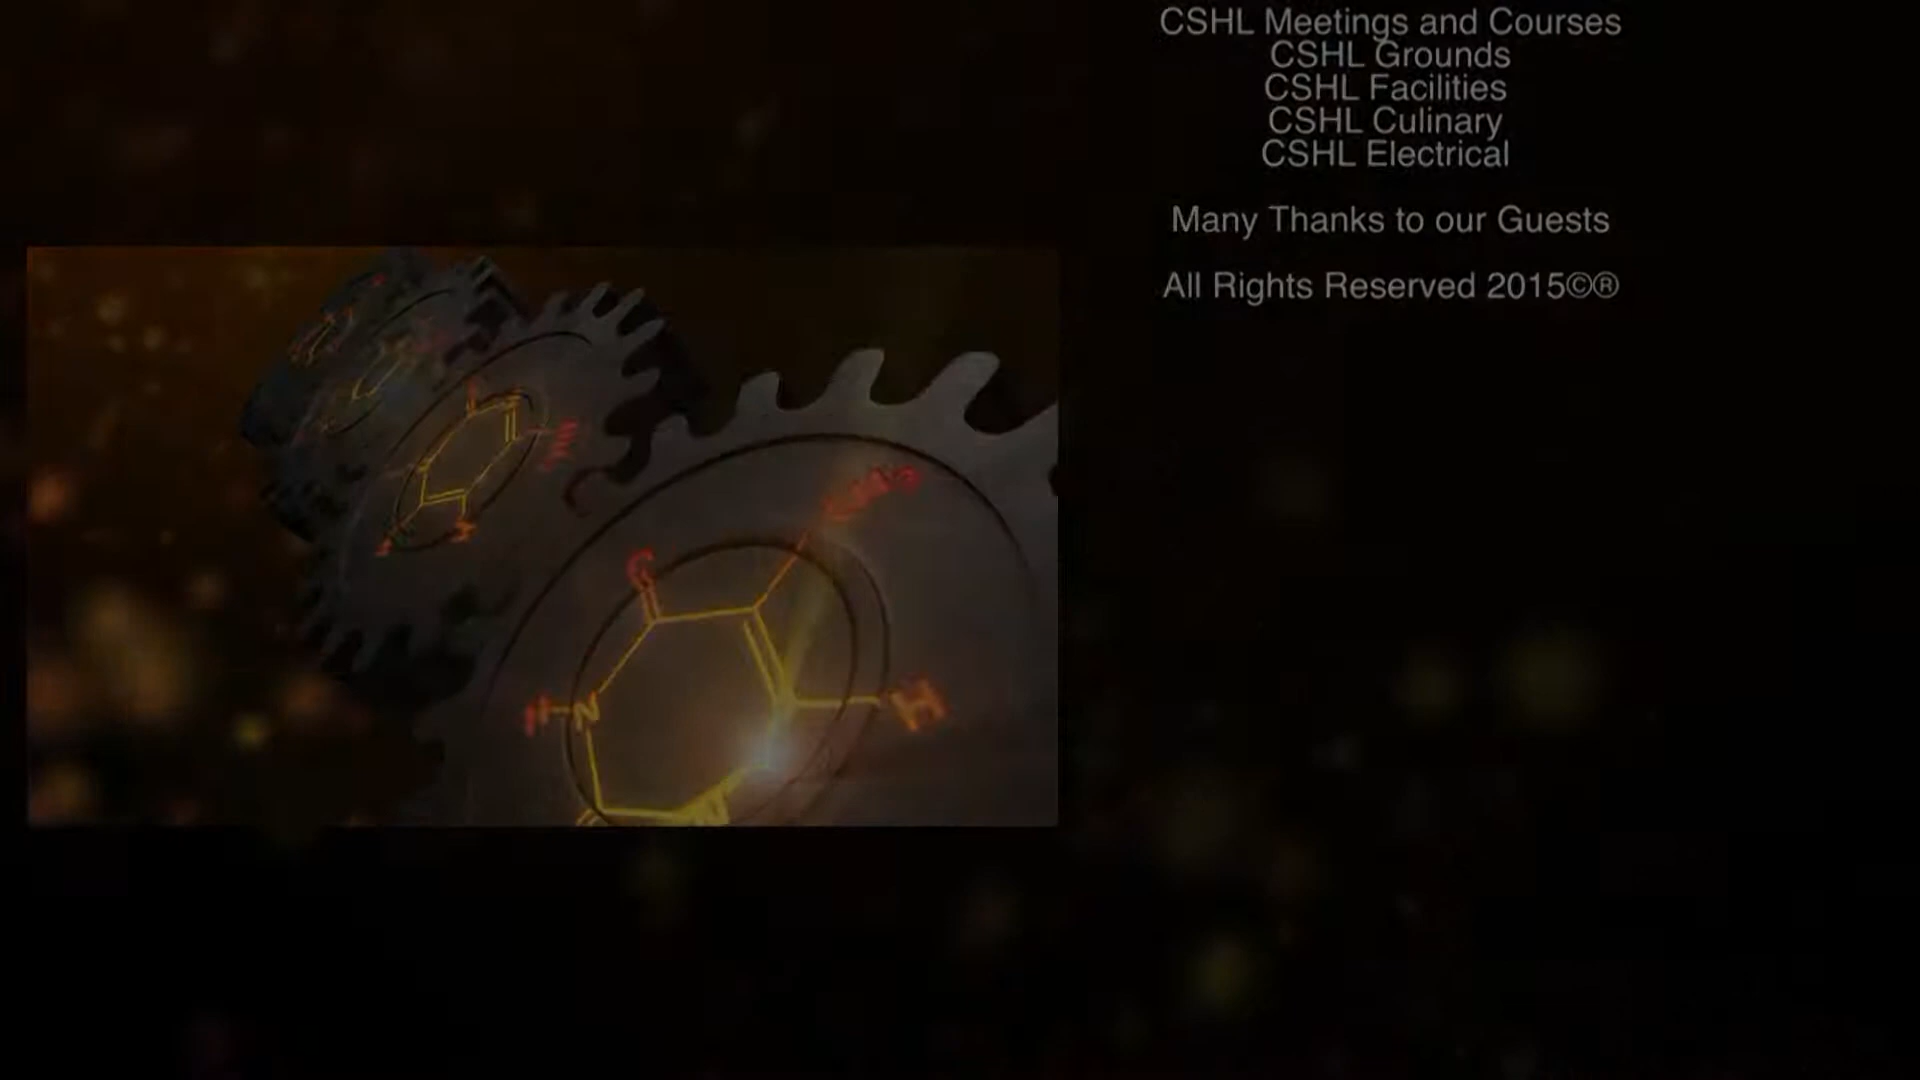 CSHL Meetings and Courses
CSHL Grounds
CSHL Facilities
CSHL Culinary
CSHL Electrical
Many Thanks to our Guests
All Rights Reserved 2015©®
H
N
H